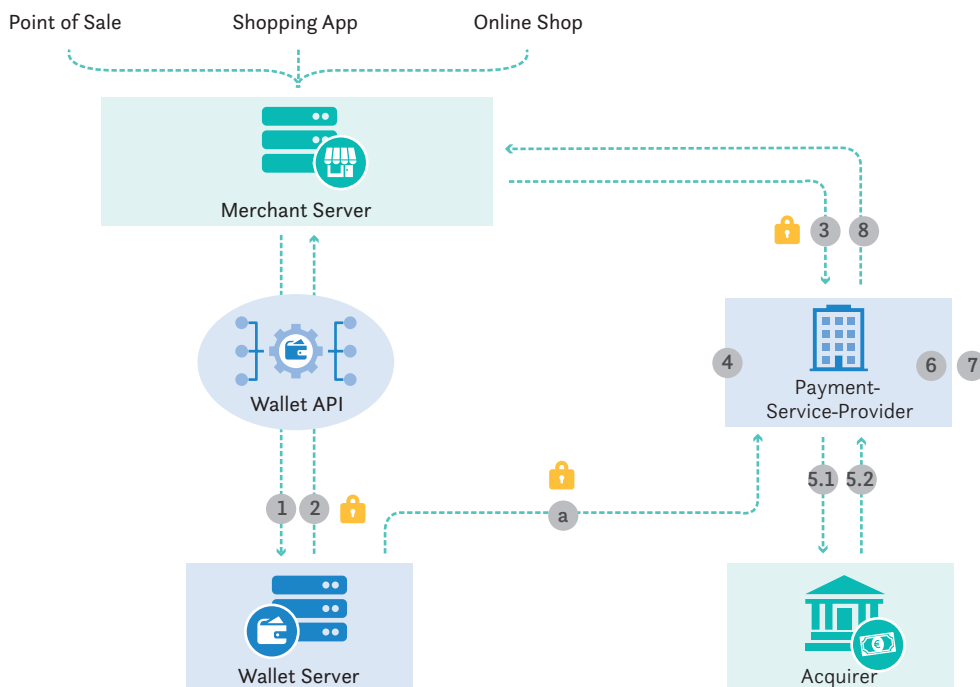 Point of Sale
Shopping App
Online Shop
Merchant Server
3
8
Wallet API
4
6
7
Payment-
Service-Provider
1
2
a
5.1
5.2
Wallet Server
Acquirer